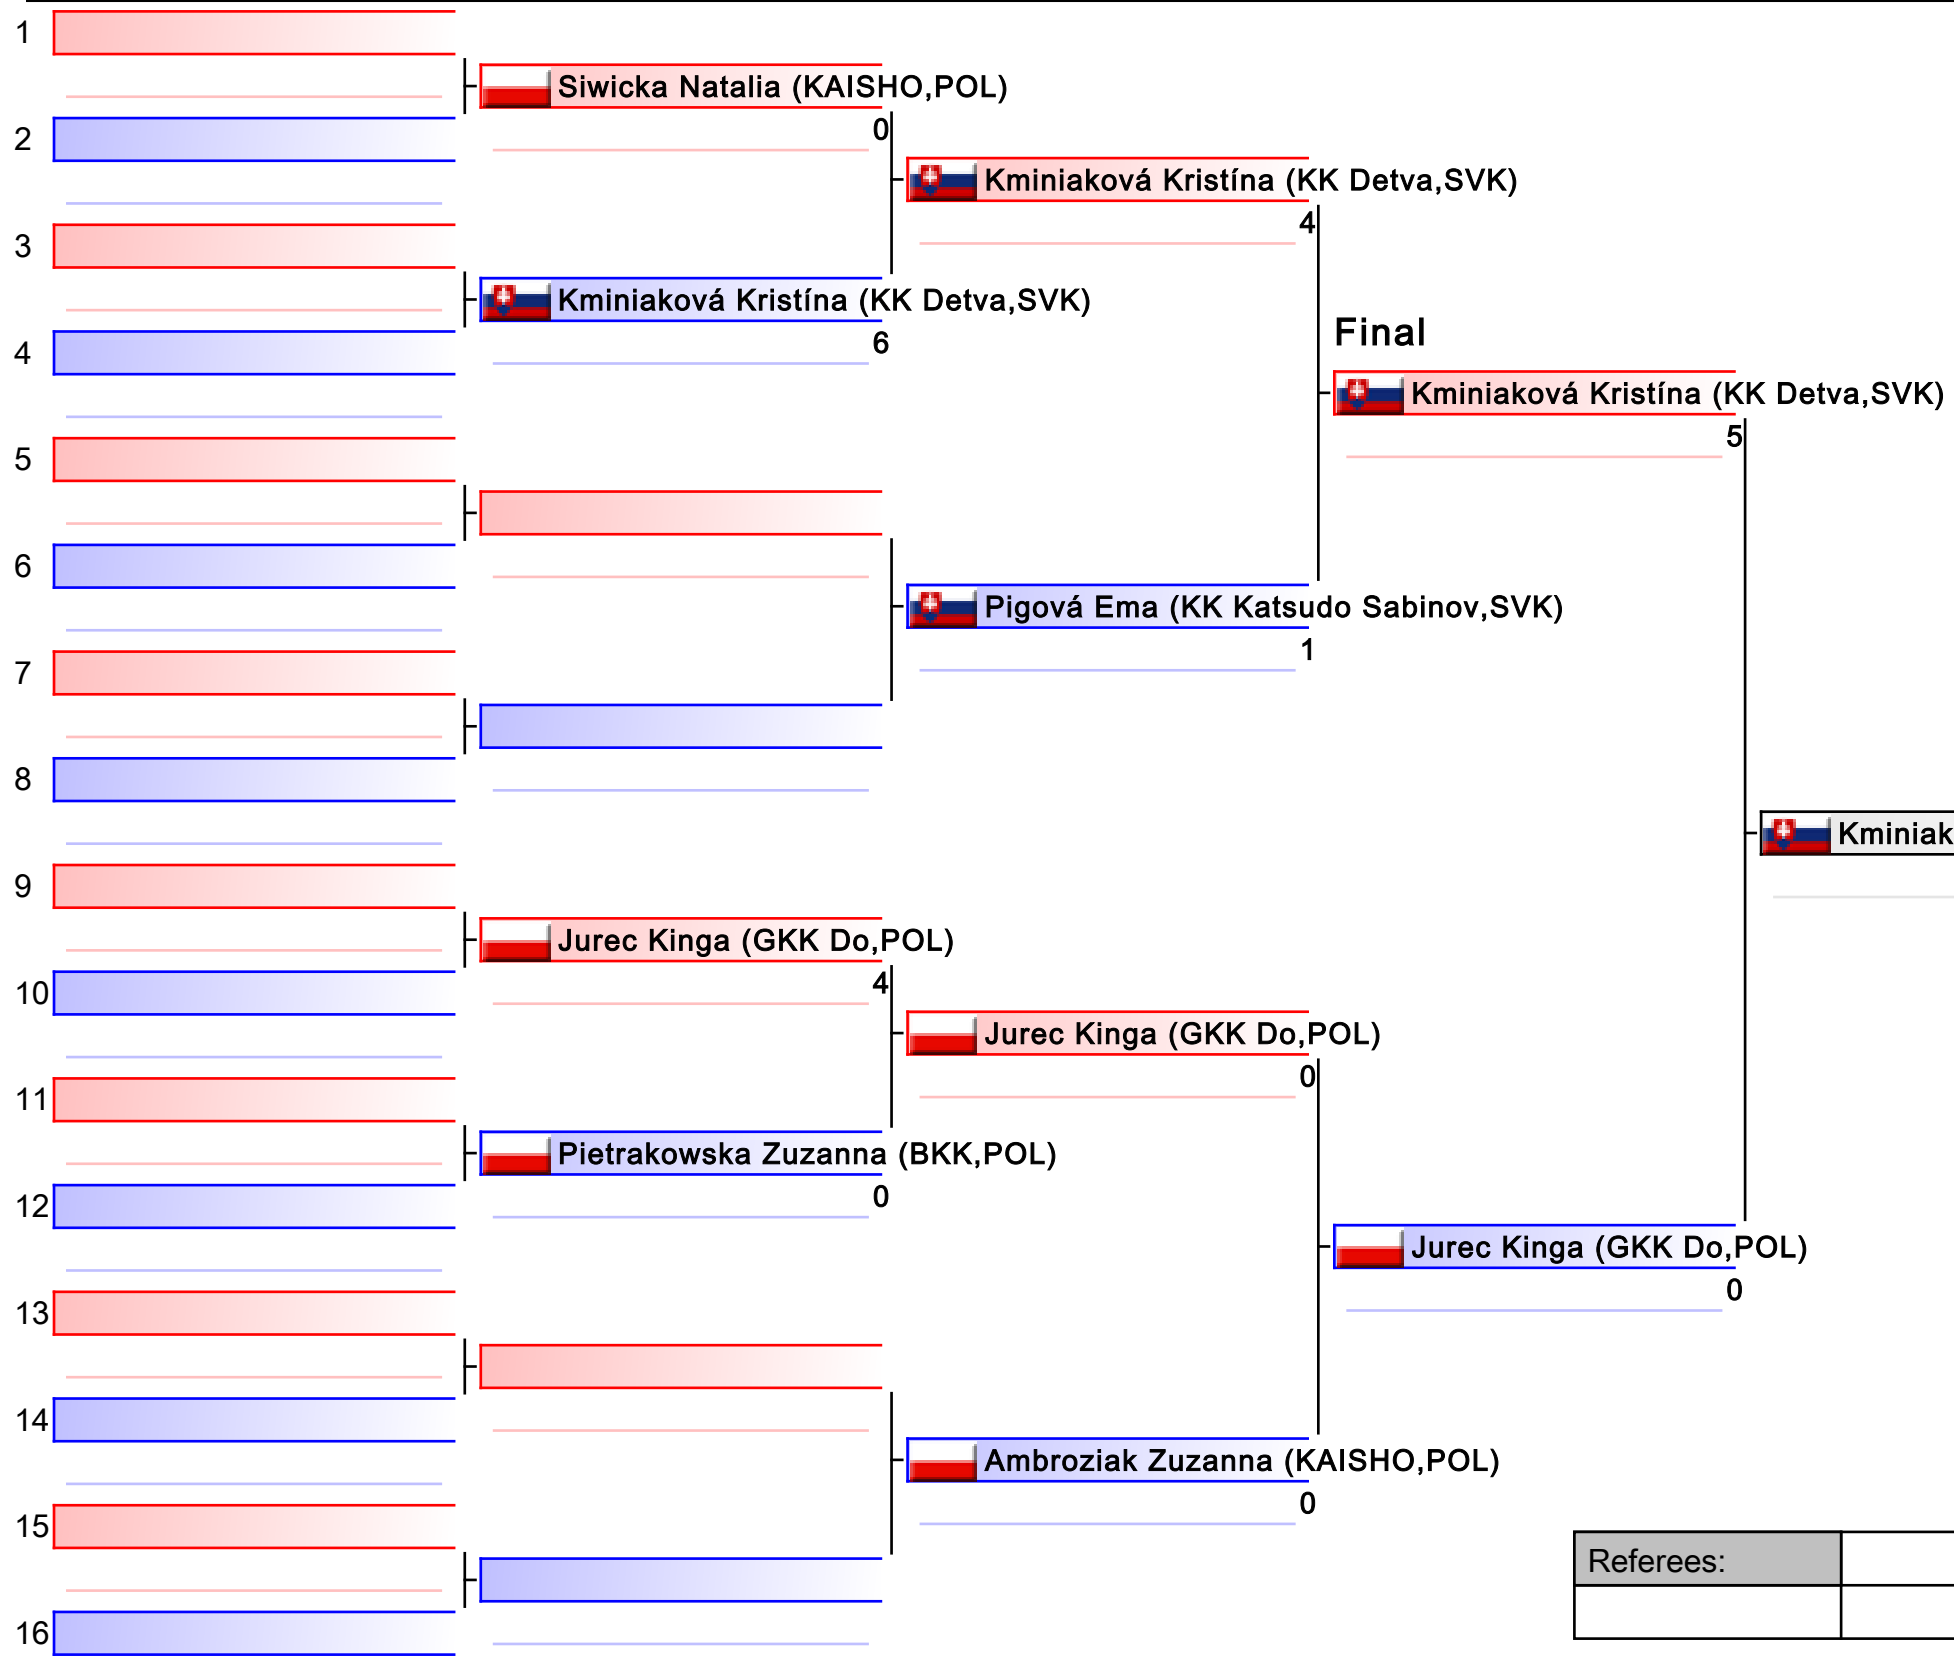 1
Siwicka Natalia (KAISHO,POL)
0
2
Kminiaková Kristína (KK Detva,SVK)
4
3
Kminiaková Kristína (KK Detva,SVK)
6
4
Final
Kminiaková Kristína (KK Detva,SVK)
5
5
6
Pigová Ema (KK Katsudo Sabinov,SVK)
1
7
8
Kminiak
9
Jurec Kinga (GKK Do,POL)
4
10
Jurec Kinga (GKK Do,POL)
0
11
Pietrakowska Zuzanna (BKK,POL)
0
12
Jurec Kinga (GKK Do,POL)
0
13
14
Ambroziak Zuzanna (KAISHO,POL)
0
15
Referees:
16